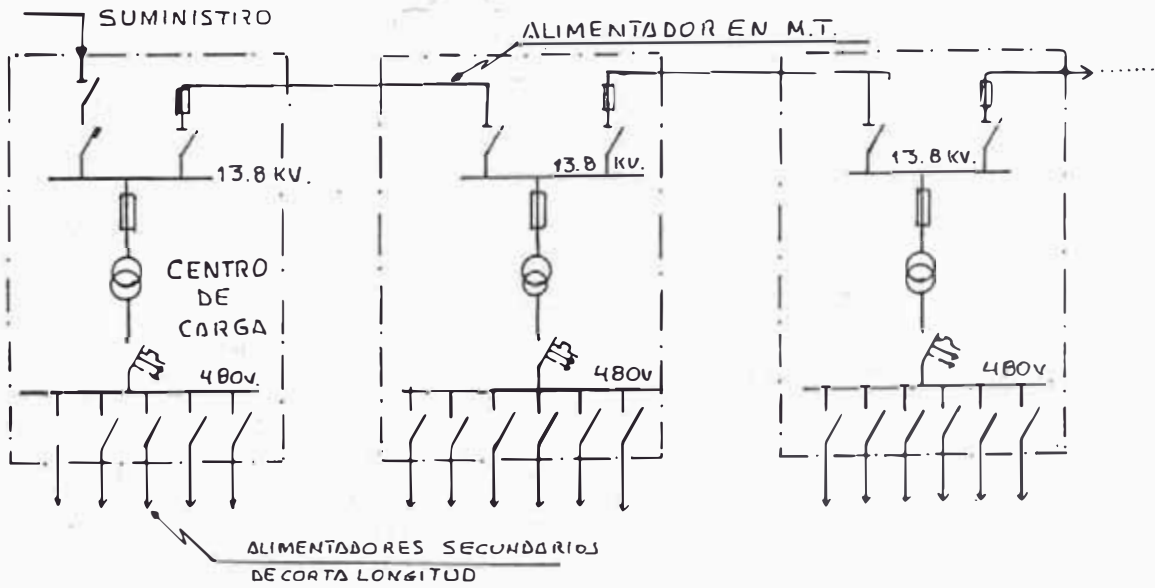 SUMINISTIRO
ALIMENTADOR EN M.T.
13.8 KV.
13.8 KV.
13.8 KV.
CENTRO
DE
CARGA
480V.
480V
480V
ALIMENTADORES SECUNDARIOS
DE CORTA LONGITUD